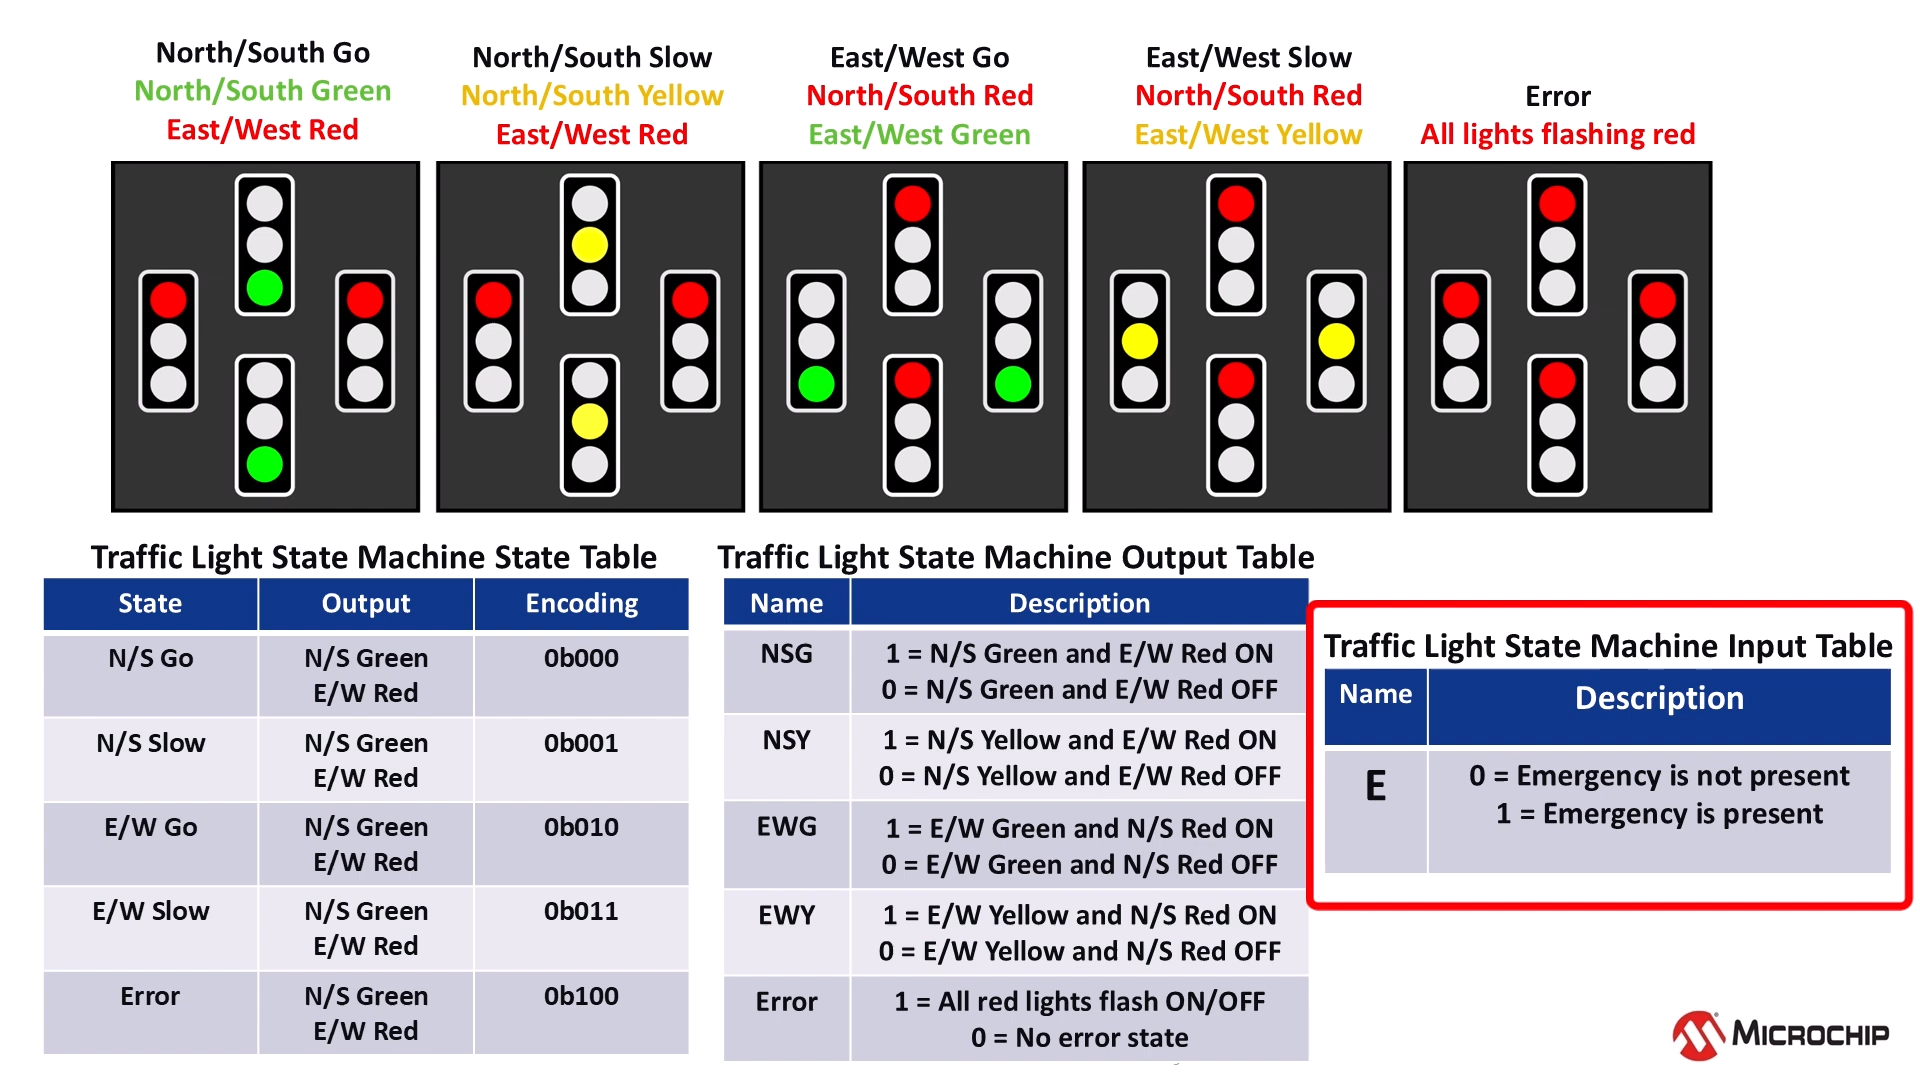 North/South Go
North/South Green
East/West Red
North/South Slow
North/South Yellow
East/West Red
East/West Go
North/South Red
East/West Green
East/West Slow
North/South Red
East/West Yellow
Error
All lights flashing red
Traffic Light State Machine State Table
State Output Encoding
N/S Go N/S Green 0b000
E/W Red
N/S Slow N/S Green 0b001
E/W Red
E/W Go N/S Green 0b010
E/W Red
E/W Slow N/S Green 0b011
E/W Red
Error N/S Green 0b100
E/W Red
Traffic Light State Machine Output Table
Name Description
NSG 1 = N/S Green and E/W Red ON
0 = N/S Green and E/W Red OFF
NSY 1 = N/S Yellow and E/W Red ON
0 = N/S Yellow and E/W Red OFF
EWG 1 = E/W Green and N/S Red ON
0 = E/W Green and N/S Red OFF
EWY 1 = E/W Yellow and N/S Red ON
0 = E/W Yellow and N/S Red OFF
Error 1 = All red lights flash ON/OFF
0 = No error state
Traffic Light State Machine Input Table
Name Description
E 0 = Emergency is not present
1 = Emergency is present
MICROCHIP